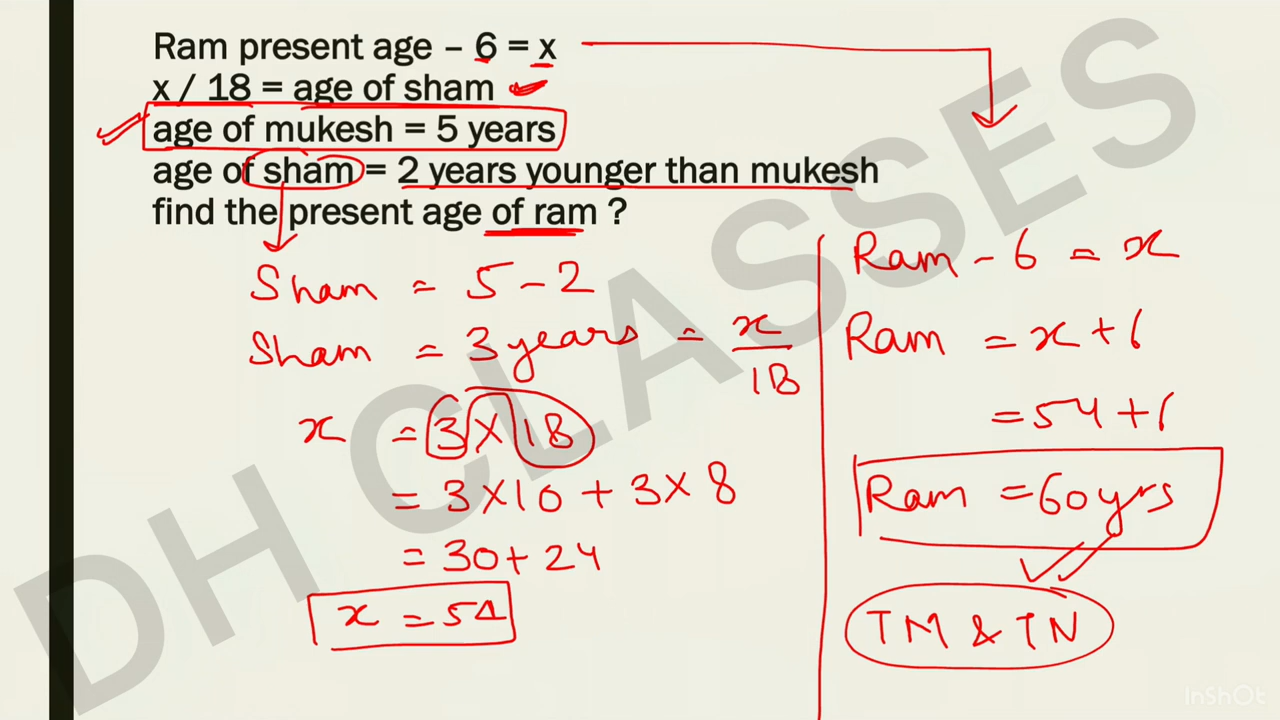 Ram present age – 6 = x
x / 18 = age of sham
age of mukesh = 5 years
age of sham = 2 years younger than mukesh
find the present age of ram ?
Sham = 5 - 2
Sham = 3 years = x/18
x = 3 × 18
= 3 × 10 + 3 × 8
= 30 + 24
x = 54
Ram - 6 = x
Ram = x + 6
= 54 + 6
Ram = 60 yrs
TM & TN
DH CLASSES
InShOt